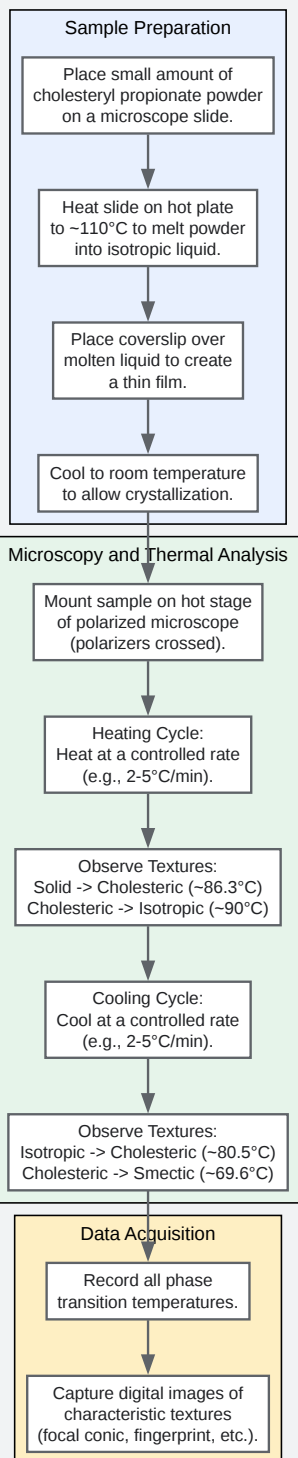 Sample Preparation
Place small amount of
cholesteryl propionate powder
on a microscope slide.
Heat slide on hot plate
to ~110°C to melt powder
into isotropic liquid.
Place coverslip over
molten liquid to create
a thin film.
Cool to room temperature
to allow crystallization.
Microscopy and Thermal Analysis
Mount sample on hot stage
of polarized microscope
(polarizers crossed).
Heating Cycle:
Heat at a controlled rate
(e.g., 2-5°C/min).
Observe Textures:
Solid -> Cholesteric (~86.3°C)
Cholesteric -> Isotropic (~90°C)
Cooling Cycle:
Cool at a controlled rate
(e.g., 2-5°C/min).
Observe Textures:
Isotropic -> Cholesteric (~80.5°C)
Cholesteric -> Smectic (~69.6°C)
Data Acquisition
Record all phase
transition temperatures.
Capture digital images of
characteristic textures
(focal conic, fingerprint, etc.).